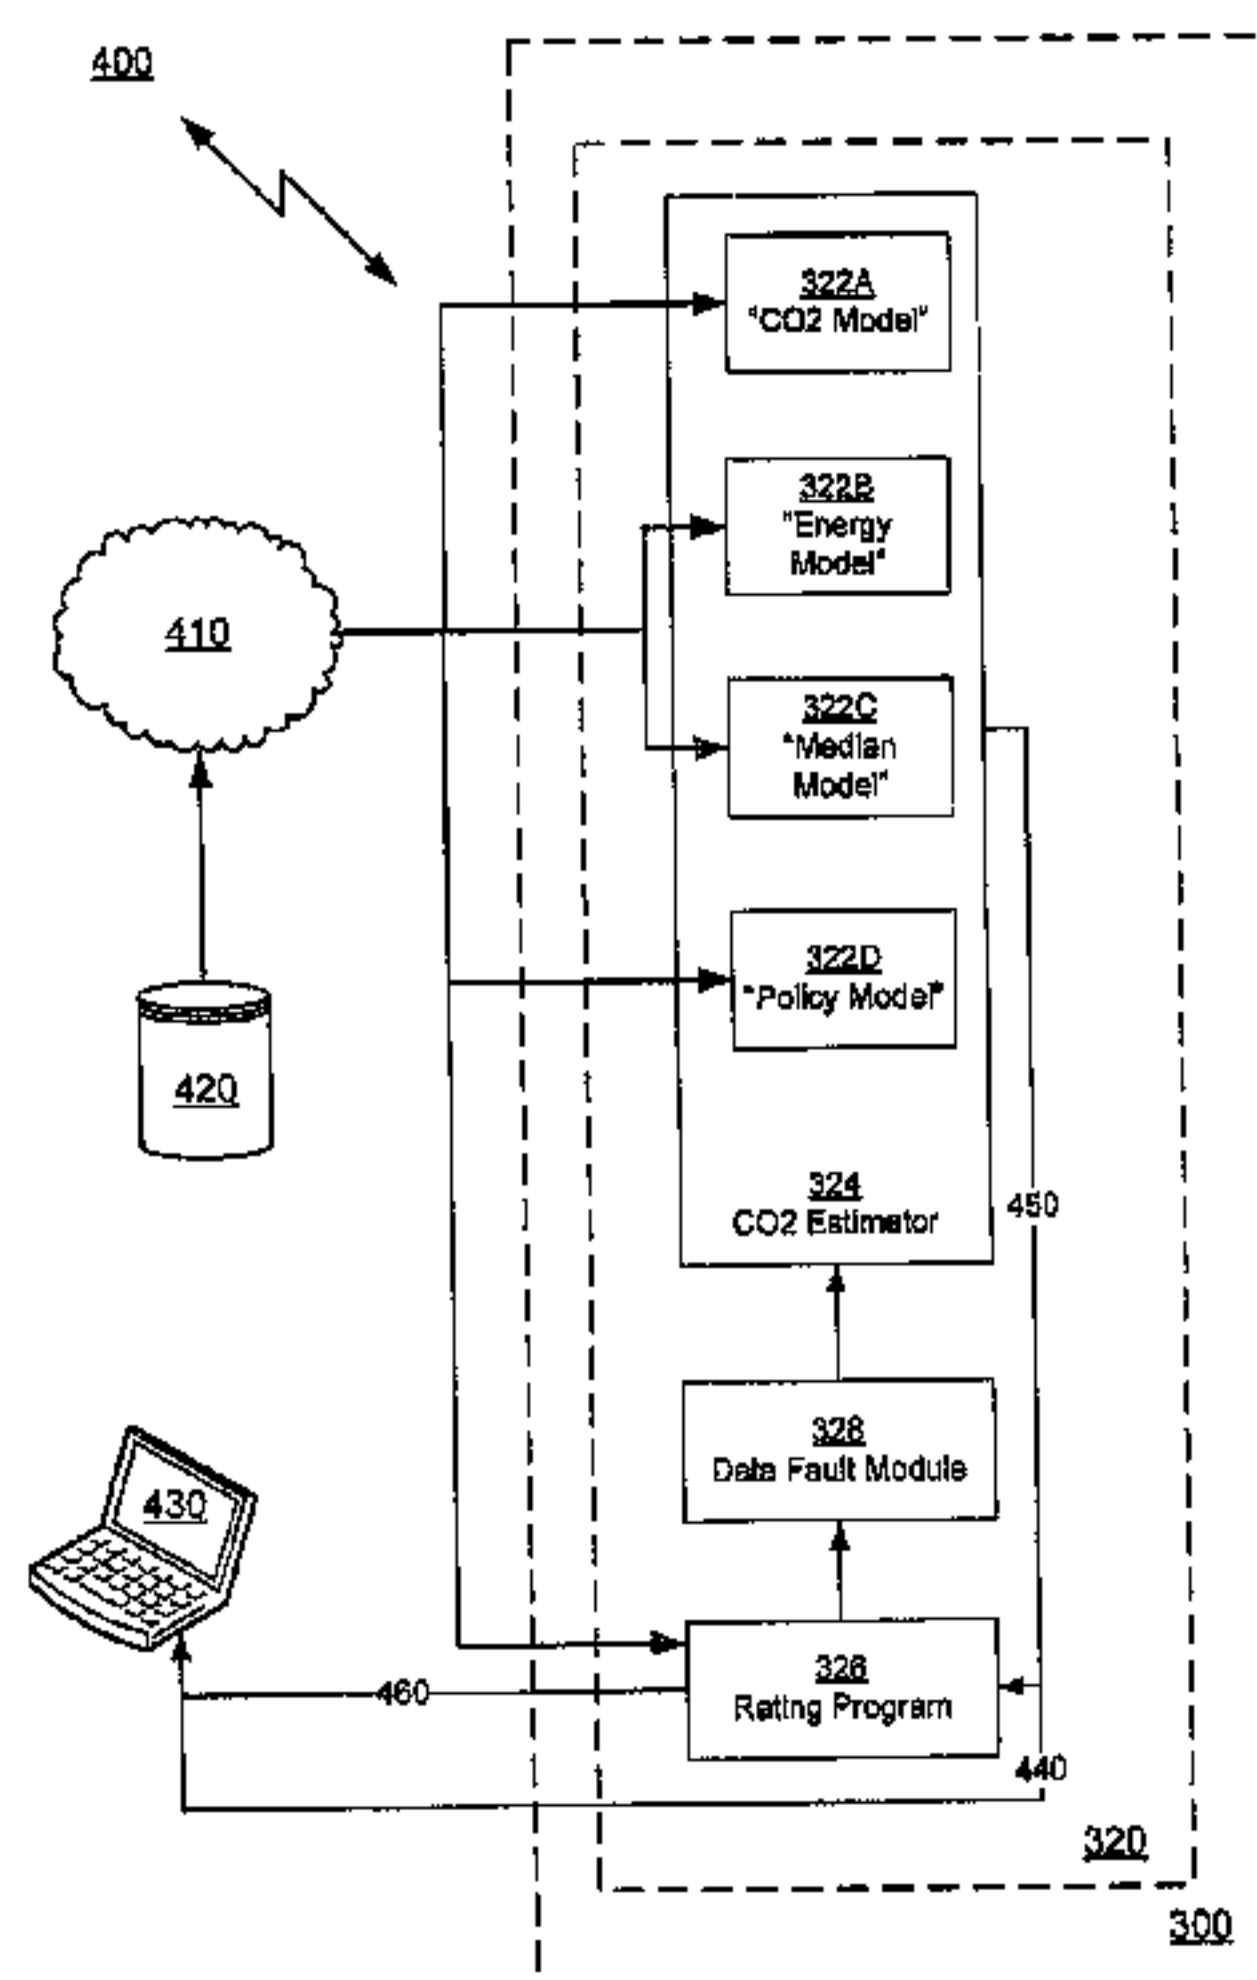 400
322A
"CO2 Model"
322B
"Energy
Model"
410
322C
"Median
Model"
322D
"Policy Model"
420
324
CO2 Estimator
450
328
Data Fault Module
430
326
Rating Program
460
440
320
300